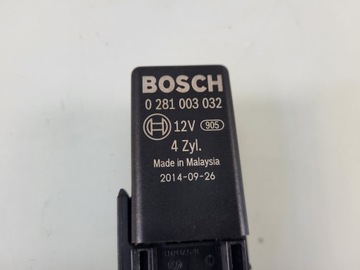 BOSCH
0 281 003 032
12V 905
4 Zyl.
Made in Malaysia
2014-09-26